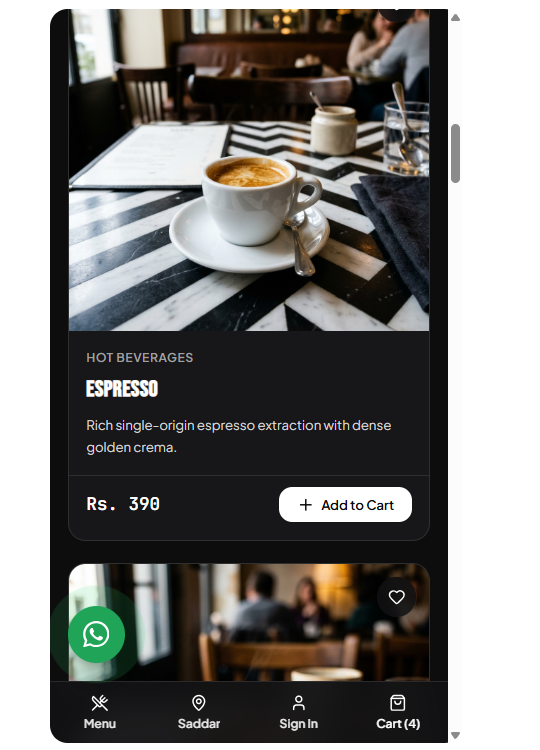 HOT BEVERAGES
ESPRESSO
Rich single-origin espresso extraction with dense
golden crema.
Rs. 390
Add to Cart
Menu
Saddar
Sign In
Cart (4)